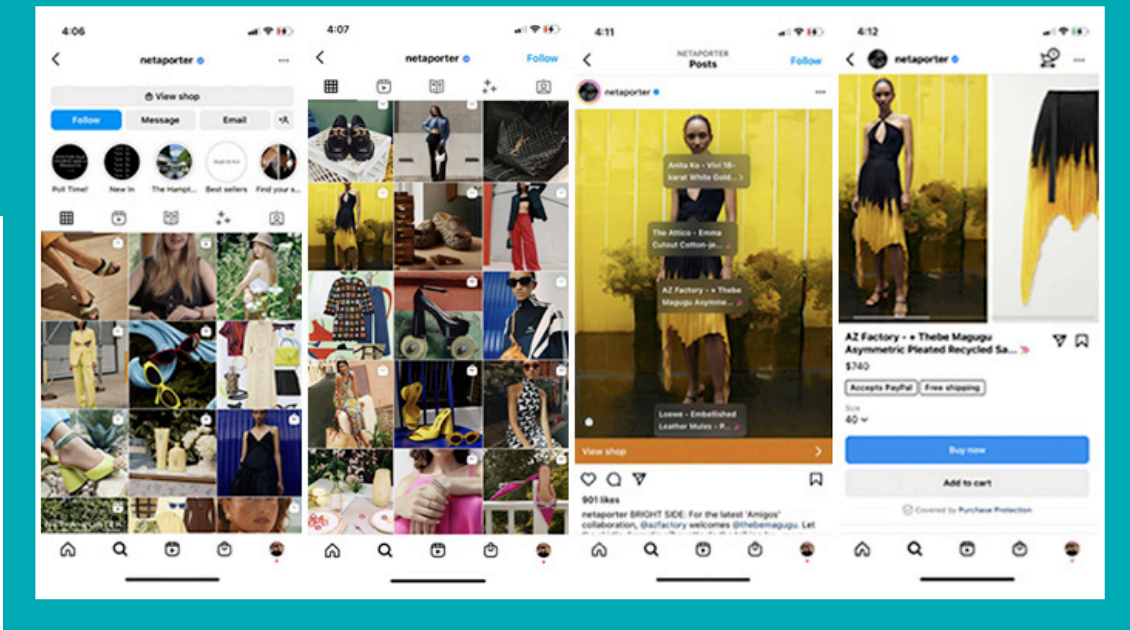 4:06
netaporter
View shop
Follow Message Email
Poll Time! New In The Hampt... Best sellers Find your s...
NET-A-PORTER
4:07
netaporter Follow
4:11
NETAPORTER
Posts Follow
netaporter
Anita Ko - Vivi 18-
karat White Gold...
The Attico - Emma
Cutout Cotton-je...
AZ Factory - + Thebe
Magugu Asymme...
Loewe - Embellished
Leather Mules - P...
View shop
901 likes
netaporter BRIGHT SIDE: For the latest 'Amigos'
collaboration, @azfactory welcomes @thebemagugu. Let
4:12
netaporter
AZ Factory - + Thebe Magugu
Asymmetric Pleated Recycled Sa...
$740
Accepts PayPal Free shipping
Size
40
Buy now
Add to cart
Covered by Purchase Protection